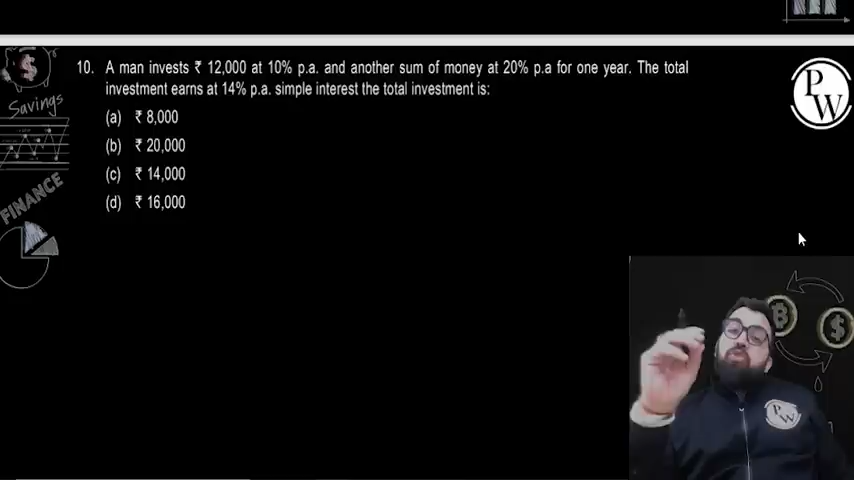 Savings
FINANCE
10. A man invests ₹ 12,000 at 10% p.a. and another sum of money at 20% p.a for one year. The total
investment earns at 14% p.a. simple interest the total investment is:
(a) ₹ 8,000
(b) ₹ 20,000
(c) ₹ 14,000
(d) ₹ 16,000
PW
PW